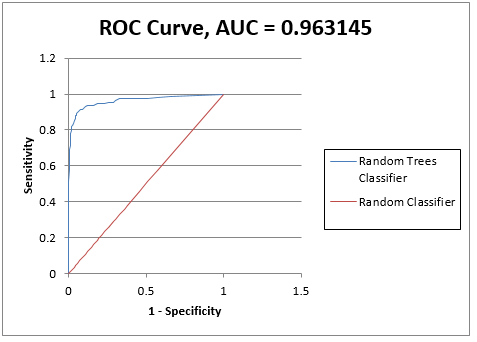 ROC Curve, AUC = 0.963145
1.2
1
0.8
0.6
0.4
0.2
0
Sensitivity
0
0.5
1
1.5
1 - Specificity
Random Trees
Classifier
Random Classifier